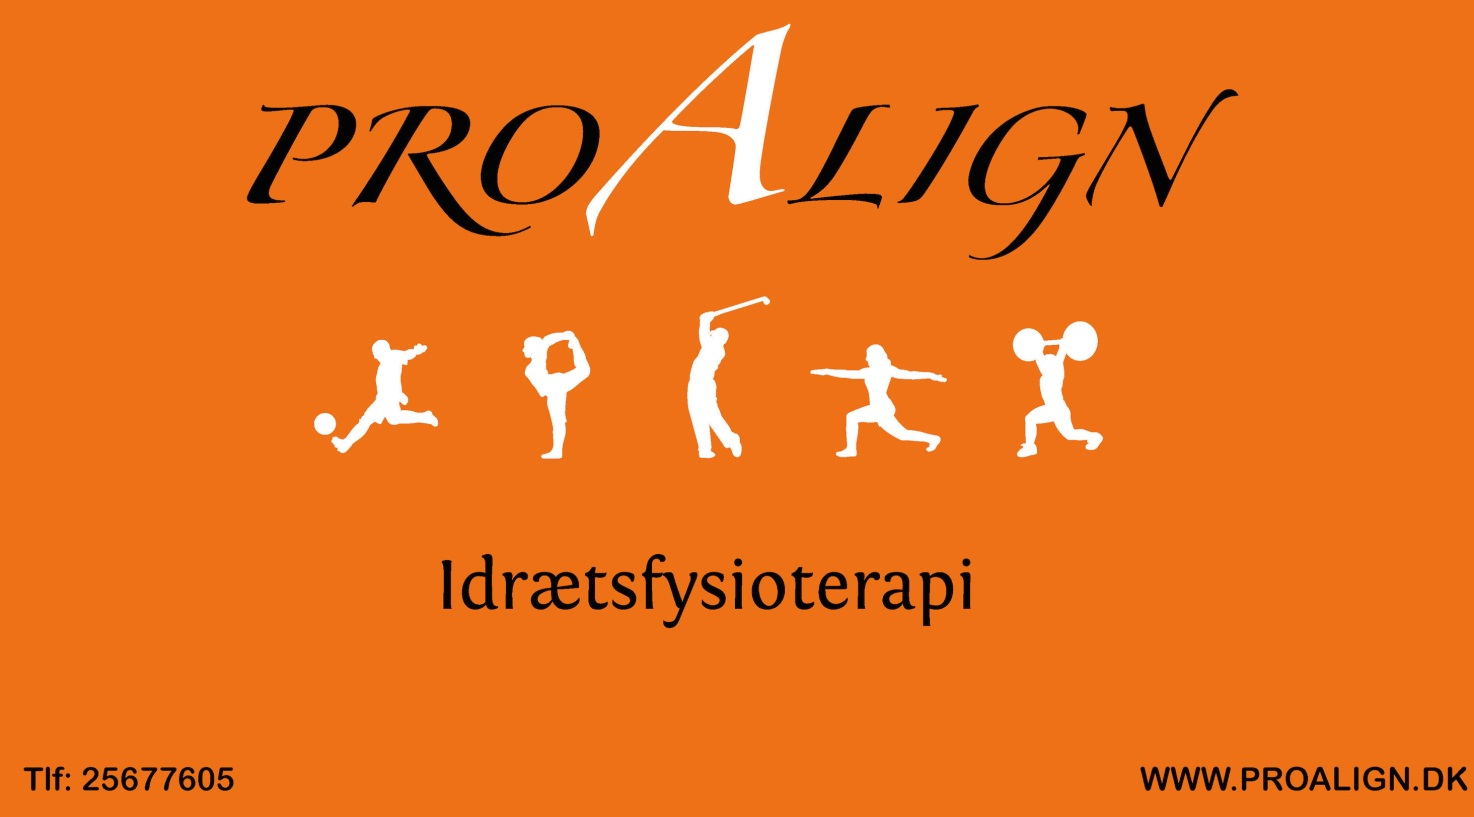 PROALIGN
Idrætsfysioterapi
Tlf: 25677605
WWW.PROALIGN.DK